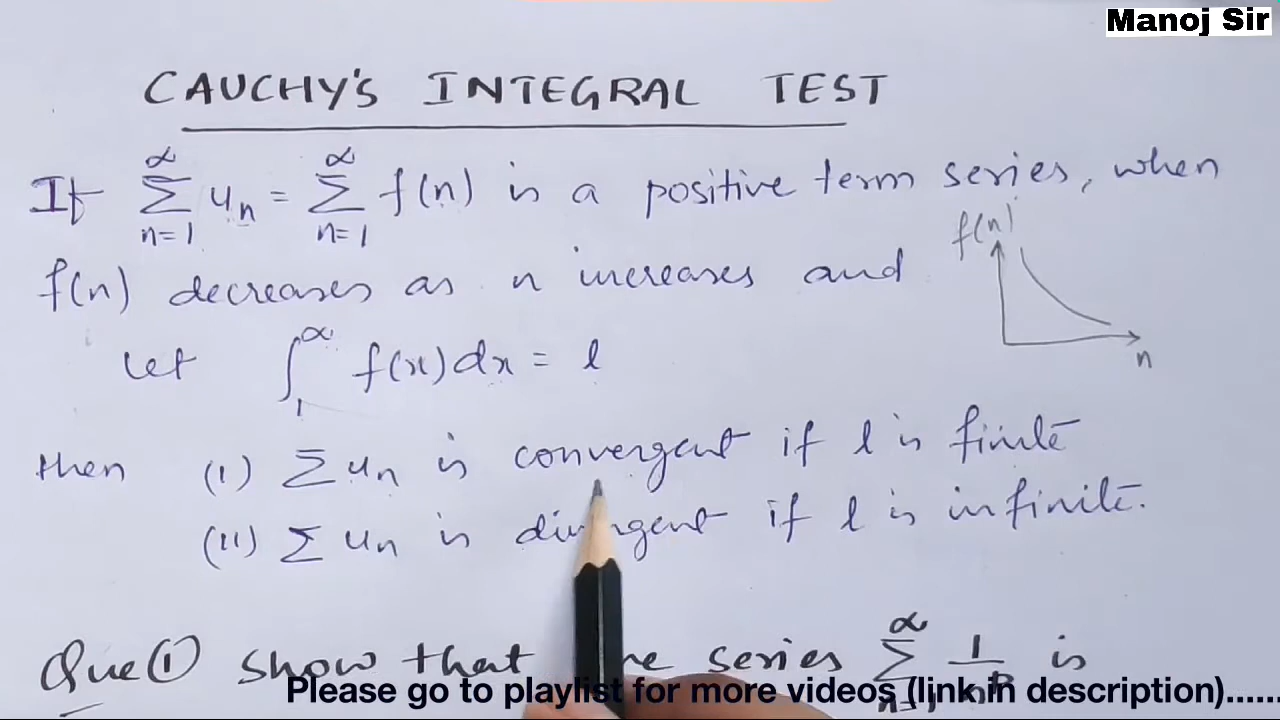 Manoj Sir
CAUCHY'S INTEGRAL TEST
If ∑_{n=1}^{∞} u_n = ∑_{n=1}^{∞} f(n) is a positive term series, when
f(n) decreases as n increases and
f(n)
n
Let ∫_1^∞ f(x)dx = l
then (I) ∑ u_n is convergent if l is finite
(II) ∑ u_n is divergent if l is infinite.
Que ① show that series ∑_{n=1}^{∞} 1/n^p is
Please go to playlist for more videos (link in description)......